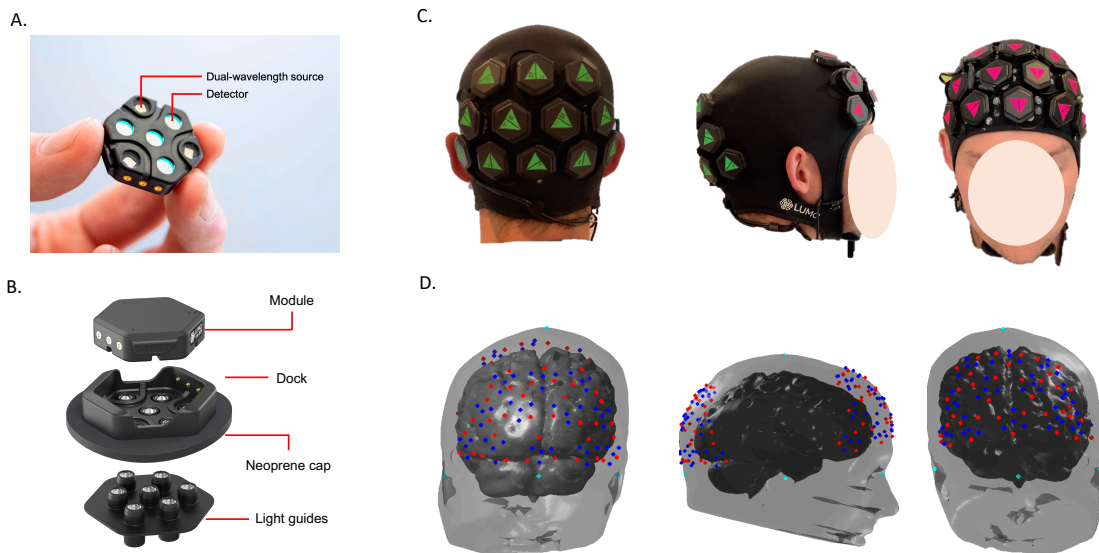 A.
Dual-wavelength source
Detector
B.
Module
Dock
Neoprene cap
Light guides
C.
LUMO
D.